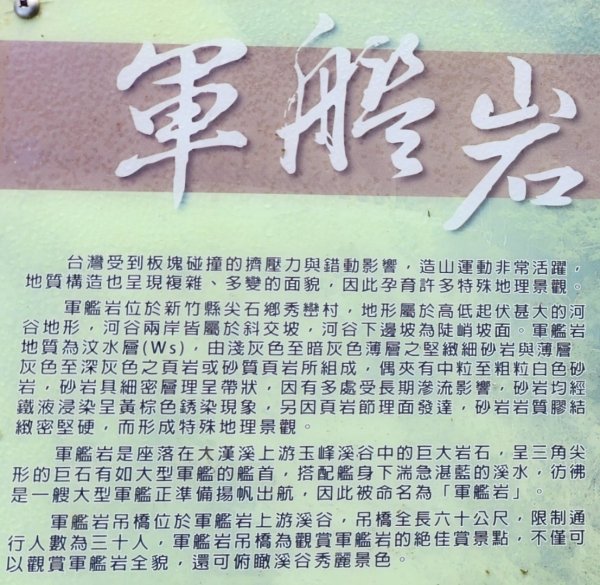 軍艦岩
台灣受到板塊碰撞的擠壓力與錯動影響，造山運動非常活躍，
地質構造也呈現複雜、多變的面貌，因此孕育許多特殊地理景觀。
軍艦岩位於新竹縣尖石鄉秀巒村，地形屬於高低起伏甚大的河
谷地形，河谷兩岸皆屬於斜交坡，河谷下邊坡為陡峭坡面。軍艦岩
地質為汶水層(Ws)，由淺灰色至暗灰色薄層之堅緻細砂岩與薄層
灰色至深灰色之頁岩或砂質頁岩所組成，偶夾有中粒至粗粒白色砂
岩，砂岩具細密層理呈帶狀，因有多處受長期滲流影響，砂岩均經
鐵液浸染呈黃棕色銹染現象，另因頁岩節理面發達，砂岩岩質膠結
緻密堅硬，而形成特殊地理景觀。
軍艦岩是座落在大漢溪上游玉峰溪谷中的巨大岩石，呈三角尖
形的巨石有如大型軍艦的艦首，搭配艦身下湍急湛藍的溪水，彷彿
是一艘大型軍艦正準備揚帆出航，因此被命名為「軍艦岩」。
軍艦岩吊橋位於軍艦岩上游溪谷，吊橋全長六十公尺，限制通
行人數為三十人，軍艦岩吊橋為觀賞軍艦岩的絶佳賞景點，不僅可
以觀賞軍艦岩全貌，還可俯瞰溪谷秀麗景色。